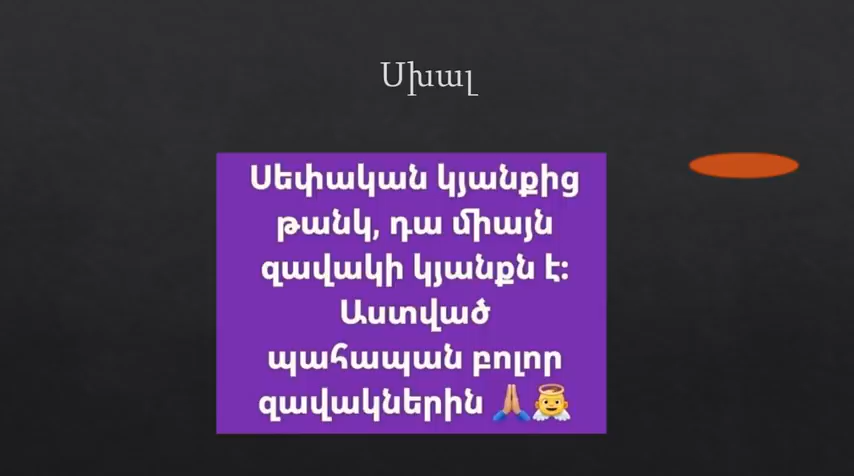 Սխալ
Սեփական կյանքից
թանկ, դա միայն
զավակի կյանքն է:
Աստված
պահապան բոլոր
զավակներին 🙏👼